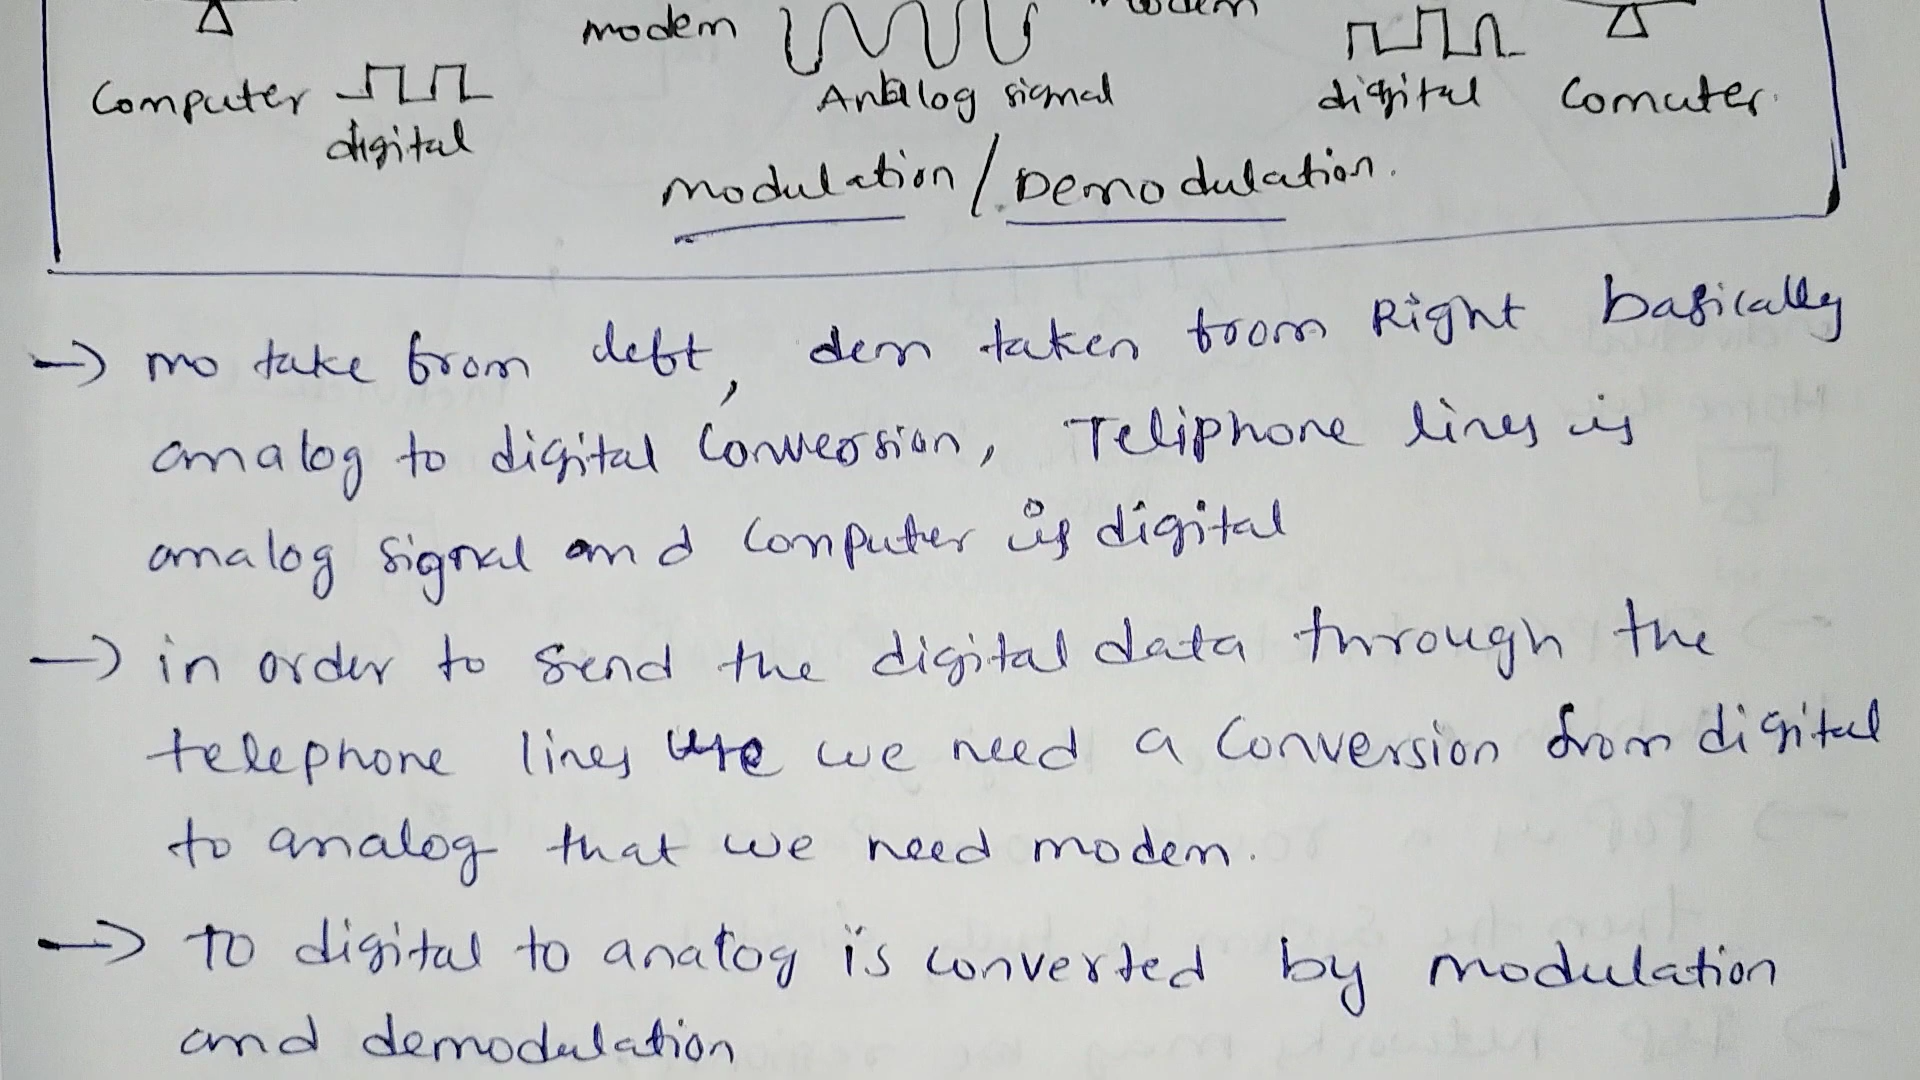 modem modem
Computer digital Analog signal digital Comcuter
Modulation / Demodulation.
→ mo take from left, dem taken from Right basically
analog to digital Conversion, Teliphone lines is
analog signal and Computer is digital
→ in order to send the digital data through the
telephone lines we need a Conversion from digital
to analog that we need modem.
→ To digital to analog is converted by modulation
and demodulation